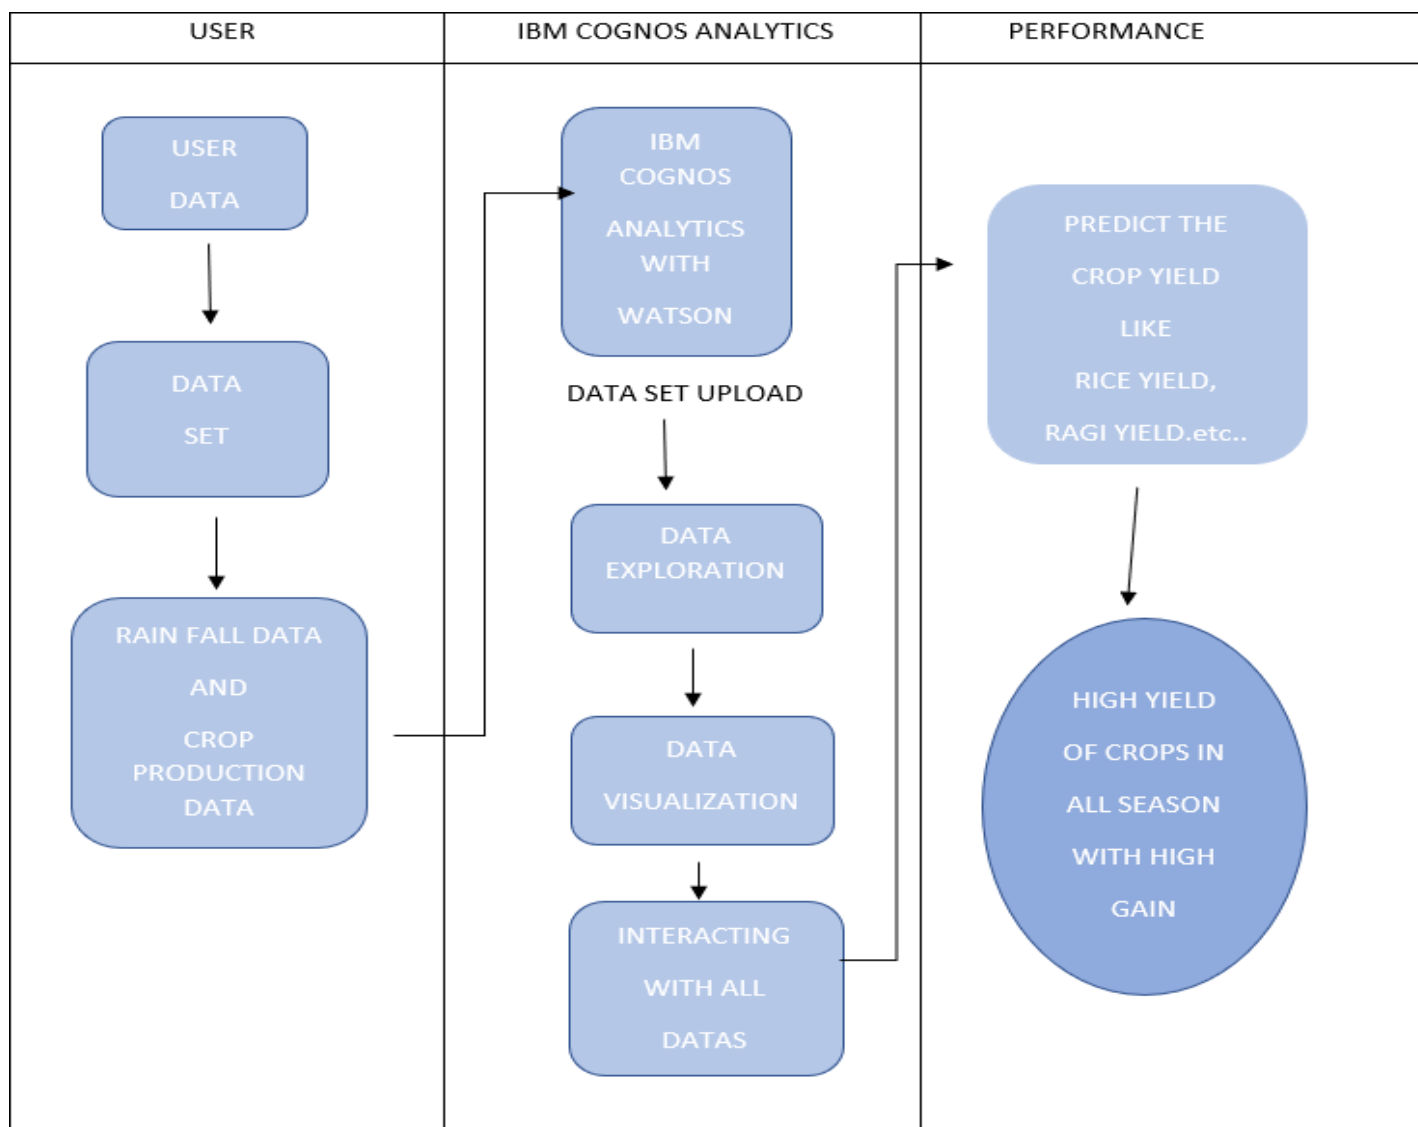 USER
IBM COGNOS ANALYTICS
PERFORMANCE
USER
DATA
DATA
SET
RAIN FALL DATA
AND
CROP
PRODUCTION
DATA
IBM
COGNOS
ANALYTICS
WITH
WATSON
DATA SET UPLOAD
DATA
EXPLORATION
DATA
VISUALIZATION
INTERACTING
WITH ALL
DATAS
PREDICT THE
CROP YIELD
LIKE
RICE YIELD,
RAGI YIELD.etc..
HIGH YIELD
OF CROPS IN
ALL SEASON
WITH HIGH
GAIN